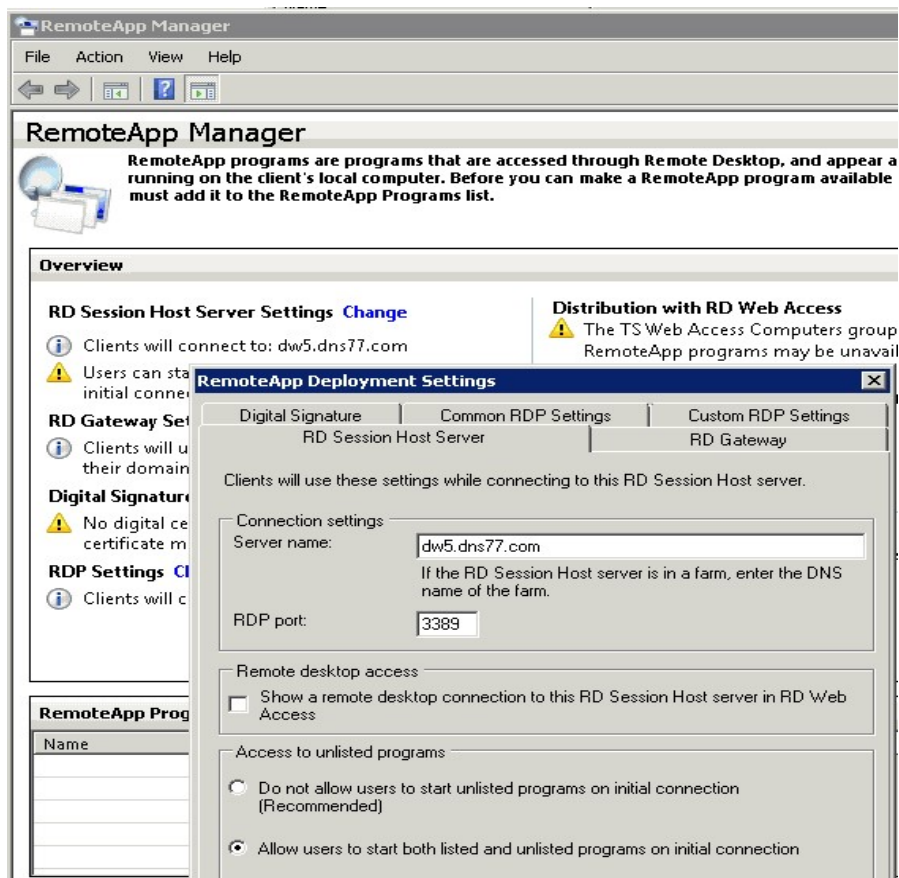 RemoteApp Manager
File Action View Help
RemoteApp Manager
RemoteApp programs are programs that are accessed through Remote Desktop, and appear a
running on the client's local computer. Before you can make a RemoteApp program available
must add it to the RemoteApp Programs list.
Overview
RD Session Host Server Settings Change
Clients will connect to: dw5.dns77.com
Users can sta
initial connec
RD Gateway Set
Clients will u
their domain
Digital Signature
No digital ce
certificate m
RDP Settings Cl
Clients will c
Distribution with RD Web Access
The TS Web Access Computers group
RemoteApp programs may be unavail
RemoteApp Prog
Name
RemoteApp Deployment Settings
Digital Signature Common RDP Settings Custom RDP Settings
RD Session Host Server RD Gateway
Clients will use these settings while connecting to this RD Session Host server.
Connection settings
Server name: dw5.dns77.com
If the RD Session Host server is in a farm, enter the DNS
name of the farm.
RDP port: 3389
Remote desktop access
Show a remote desktop connection to this RD Session Host server in RD Web
Access
Access to unlisted programs
Do not allow users to start unlisted programs on initial connection
(Recommended)
Allow users to start both listed and unlisted programs on initial connection